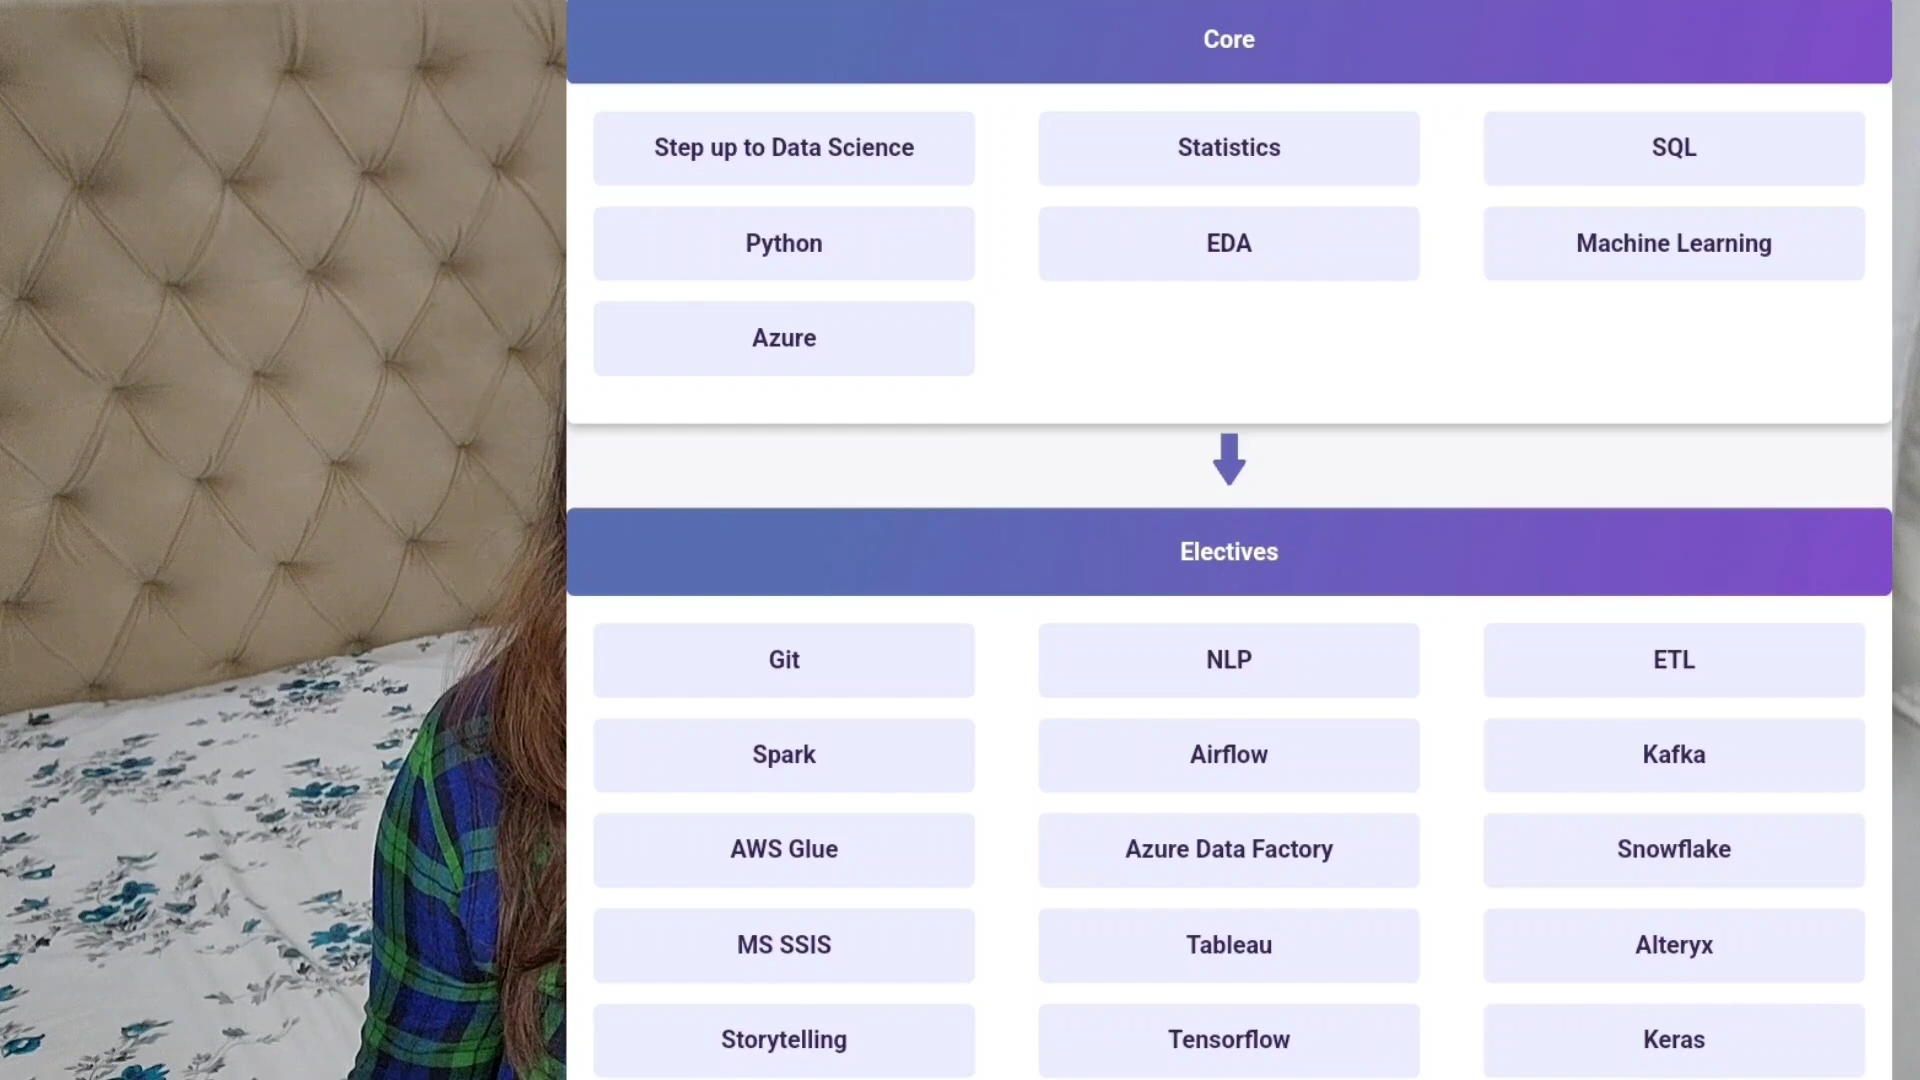 Core
Step up to Data Science
Statistics
SQL
Python
EDA
Machine Learning
Azure
Electives
Git
NLP
ETL
Spark
Airflow
Kafka
AWS Glue
Azure Data Factory
Snowflake
MS SSIS
Tableau
Alteryx
Storytelling
Tensorflow
Keras